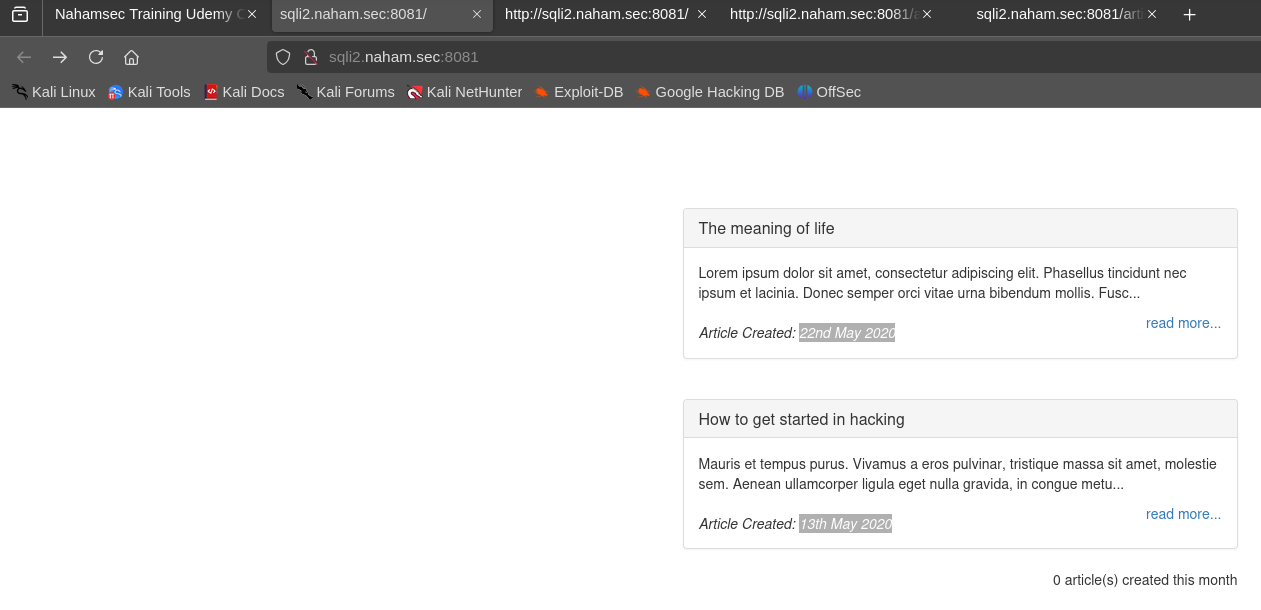 Nahamsec Training Udemy
sqli2.naham.sec:8081/
http://sqli2.naham.sec:8081/
http://sqli2.naham.sec:8081/a
sqli2.naham.sec:8081/arti
sqli2.naham.sec:8081
Kali Linux Kali Tools Kali Docs Kali Forums Kali NetHunter Exploit-DB Google Hacking DB OffSec
The meaning of life
Lorem ipsum dolor sit amet, consectetur adipiscing elit. Phasellus tincidunt nec
ipsum et lacinia. Donec semper orci vitae urna bibendum mollis. Fusc...
read more...
Article Created: 22nd May 2020
How to get started in hacking
Mauris et tempus purus. Vivamus a eros pulvinar, tristique massa sit amet, molestie
sem. Aenean ullamcorper ligula eget nulla gravida, in congue metu...
read more...
Article Created: 13th May 2020
0 article(s) created this month